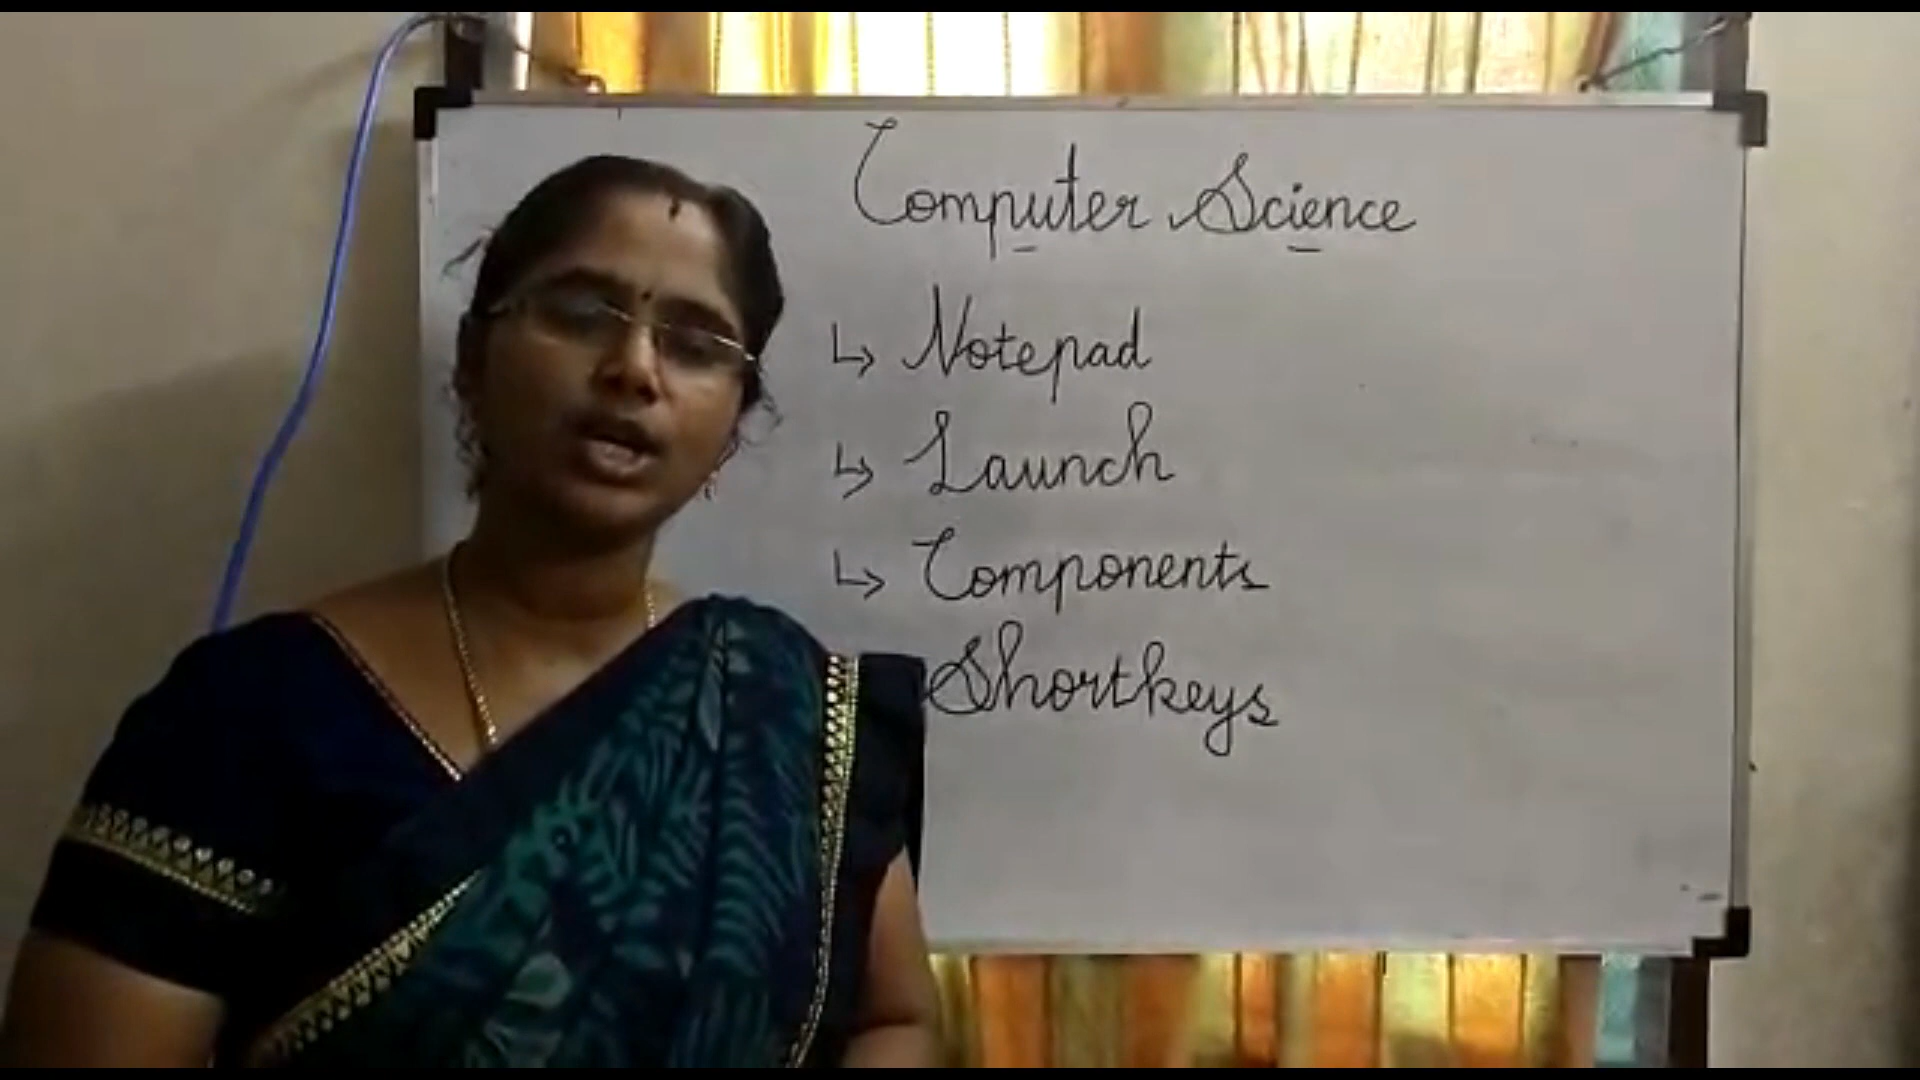 Computer Science
↳ Notepad
↳ Launch
↳ Components
Shortkeys